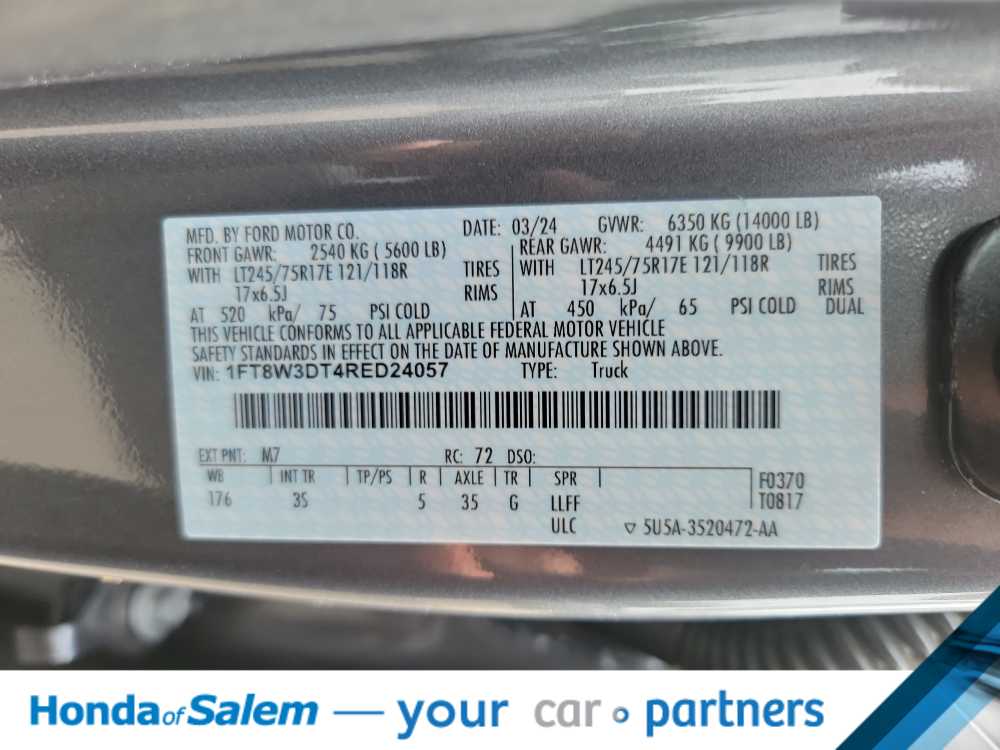 MFD. BY FORD MOTOR CO. DATE: 03/24 GVWR: 6350 KG (14000 LB)
FRONT GAWR: 2540 KG ( 5600 LB) REAR GAWR: 4491 KG ( 9900 LB)
WITH LT245/75R17E 121/118R TIRES WITH LT245/75R17E 121/118R TIRES
17x6.5J RIMS 17x6.5J RIMS
AT 520 kPa/ 75 PSI COLD AT 450 kPa/ 65 PSI COLD DUAL
THIS VEHICLE CONFORMS TO ALL APPLICABLE FEDERAL MOTOR VEHICLE
SAFETY STANDARDS IN EFFECT ON THE DATE OF MANUFACTURE SHOWN ABOVE.
VIN: 1FT8W3DT4RED24057 TYPE: Truck
EXT PNT: M7 RC: 72 DSO:
WB INT TR TP/PS R AXLE TR SPR F0370
176 3S 5 35 G LLFF T0817
ULC ▽ 5U5A-3520472-AA
Honda of Salem — your car partners